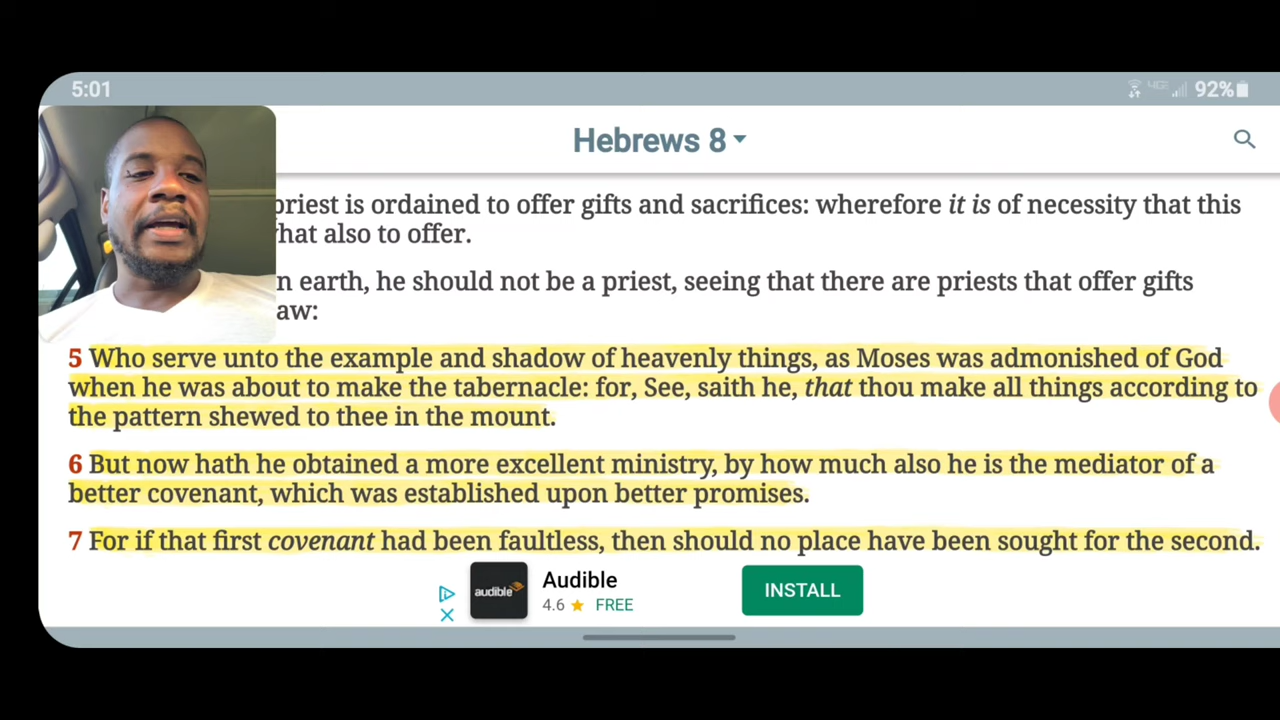 5:01
4G
92%
Hebrews 8
priest is ordained to offer gifts and sacrifices: wherefore it is of necessity that this
hat also to offer.
n earth, he should not be a priest, seeing that there are priests that offer gifts
aw:
5 Who serve unto the example and shadow of heavenly things, as Moses was admonished of God
when he was about to make the tabernacle: for, See, saith he, that thou make all things according to
the pattern shewed to thee in the mount.
6 But now hath he obtained a more excellent ministry, by how much also he is the mediator of a
better covenant, which was established upon better promises.
7 For if that first covenant had been faultless, then should no place have been sought for the second.
audible
Audible
4.6 ★ FREE
INSTALL